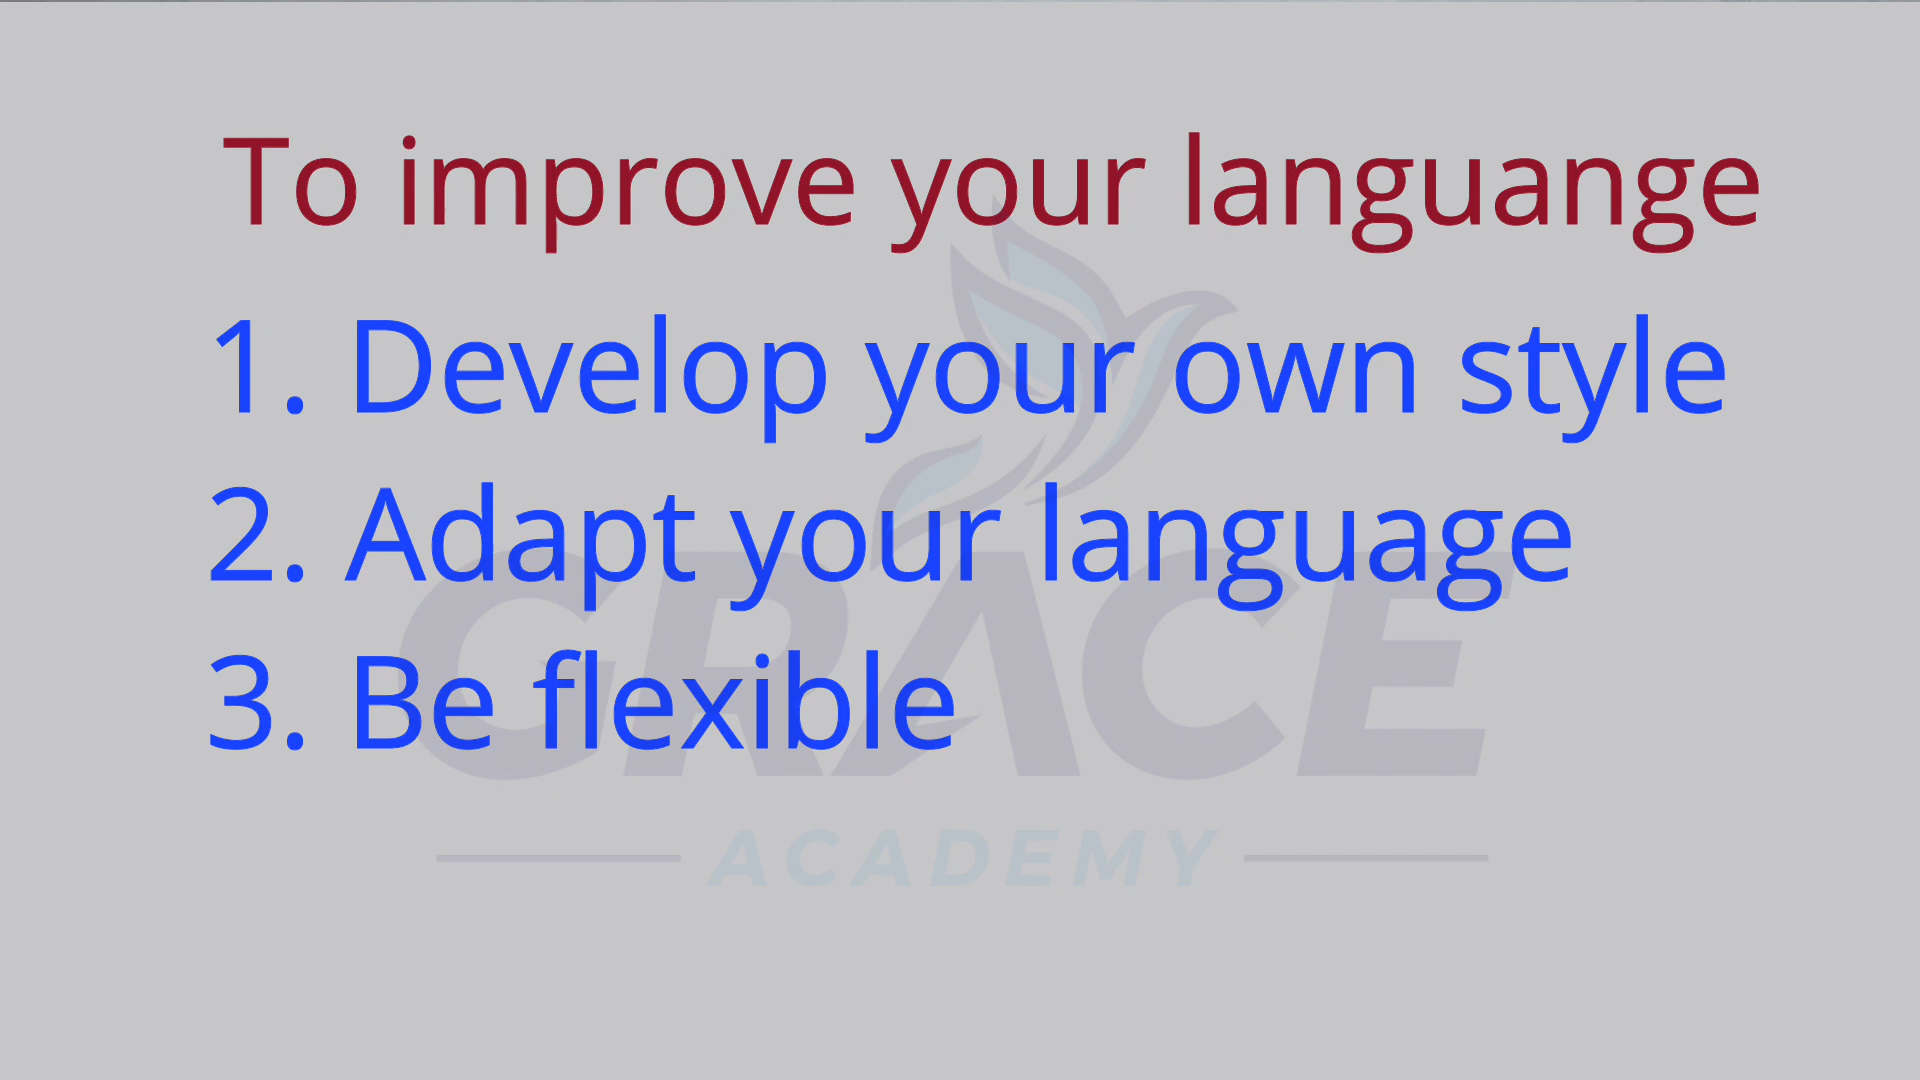 To improve your languange
1. Develop your own style
2. Adapt your language
3. Be flexible
GRACE
ACADEMY